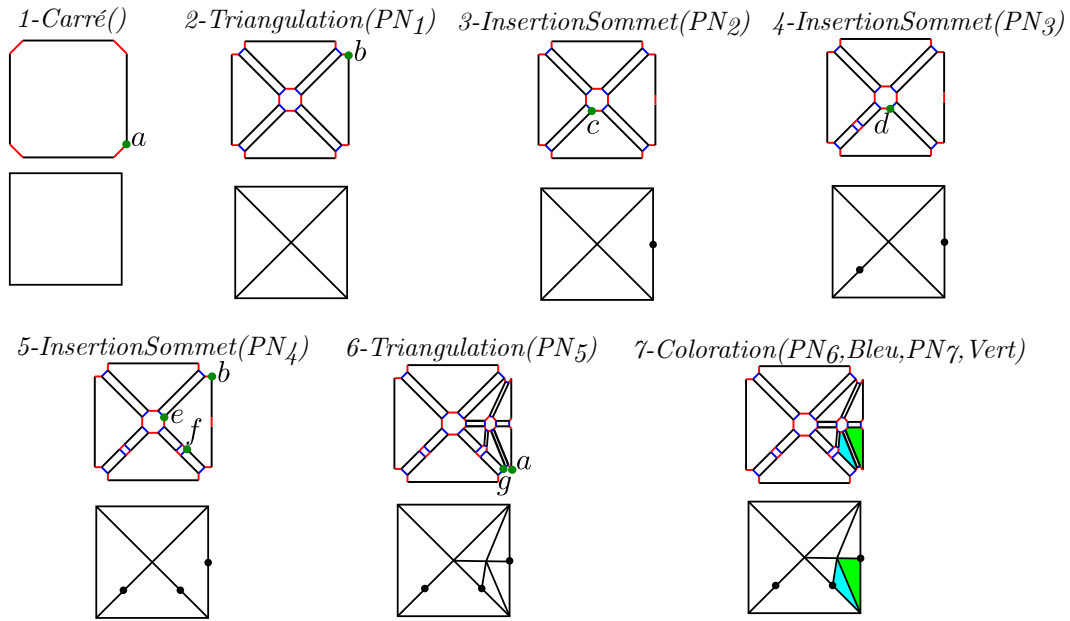 1-Carré()
2-Triangulation(PN1)
3-InsertionSommet(PN2)
4-InsertionSommet(PN3)
a
b
c
d
5-InsertionSommet(PN4)
6-Triangulation(PN5)
7-Coloration(PN6,Bleu,PN7,Vert)
b
e
f
a
g